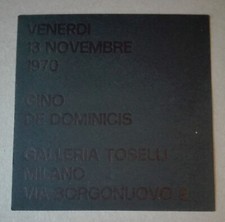 VENERDI
13 NOVEMBRE
1970
GINO
DE DOMINICIS
GALLERIA TOSELLI
MILANO
VIA BORGONUOVO